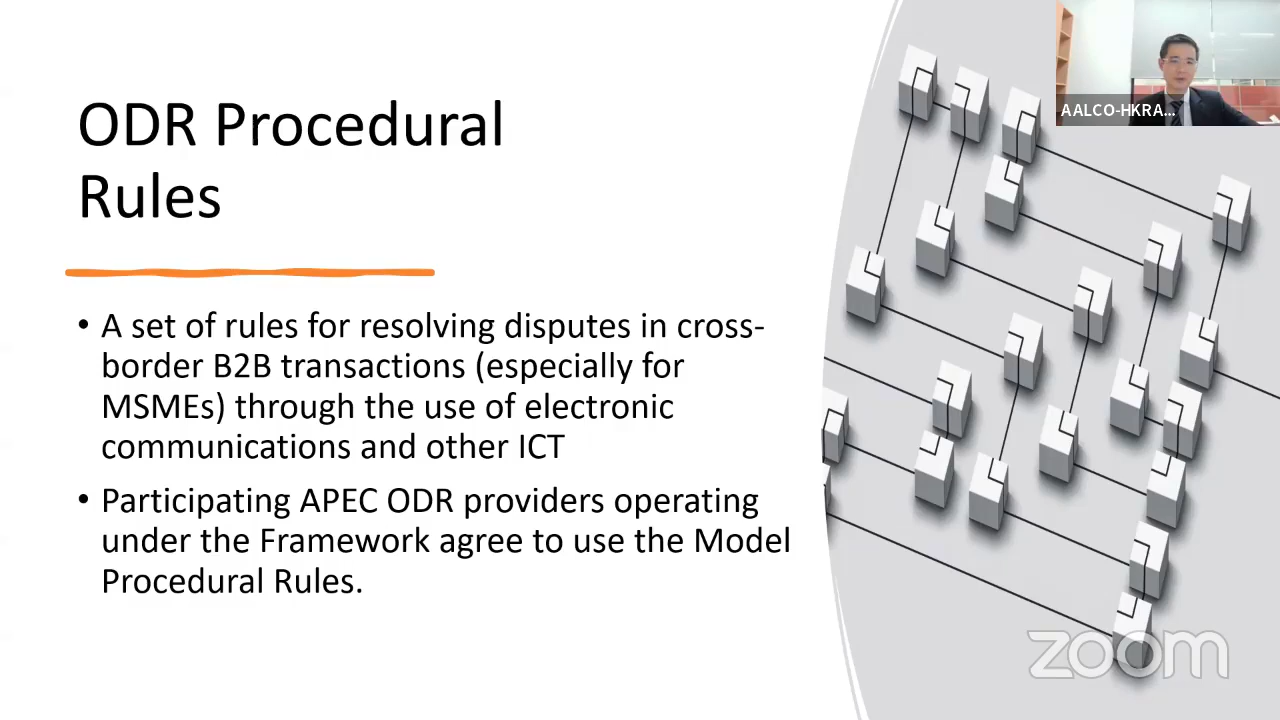 ODR Procedural
Rules
• A set of rules for resolving disputes in cross-
border B2B transactions (especially for
MSMEs) through the use of electronic
communications and other ICT
• Participating APEC ODR providers operating
under the Framework agree to use the Model
Procedural Rules.
AALCO-HKRA...
zoom